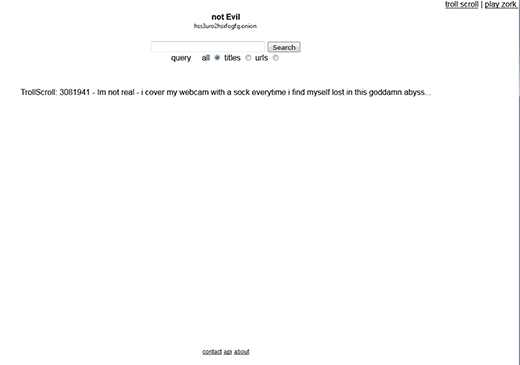 troll scroll | play zork
not Evil
hss3uro2hsxfogfq.onion
Search
query all titles urls
TrollScroll: 3081941 - Im not real - i cover my webcam with a sock everytime i find myself lost in this goddamn abyss...
contact api about